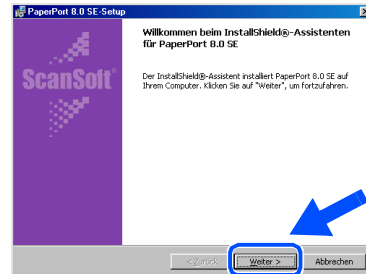 PaperPort 8.0 SE-Setup
Willkommen beim InstallShield®-Assistenten
für PaperPort 8.0 SE
ScanSoft®
Der InstallShield®-Assistent installiert PaperPort 8.0 SE auf
Ihrem Computer. Klicken Sie auf "Weiter", um fortzufahren.
< Zurück
Weiter >
Abbrechen